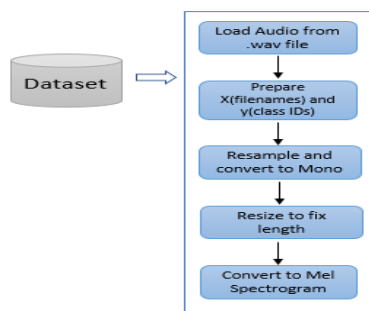 Dataset
Load Audio from
.wav file
Prepare
X(filenames) and
y(class IDs)
Resample and
convert to Mono
Resize to fix
length
Convert to Mel
Spectrogram